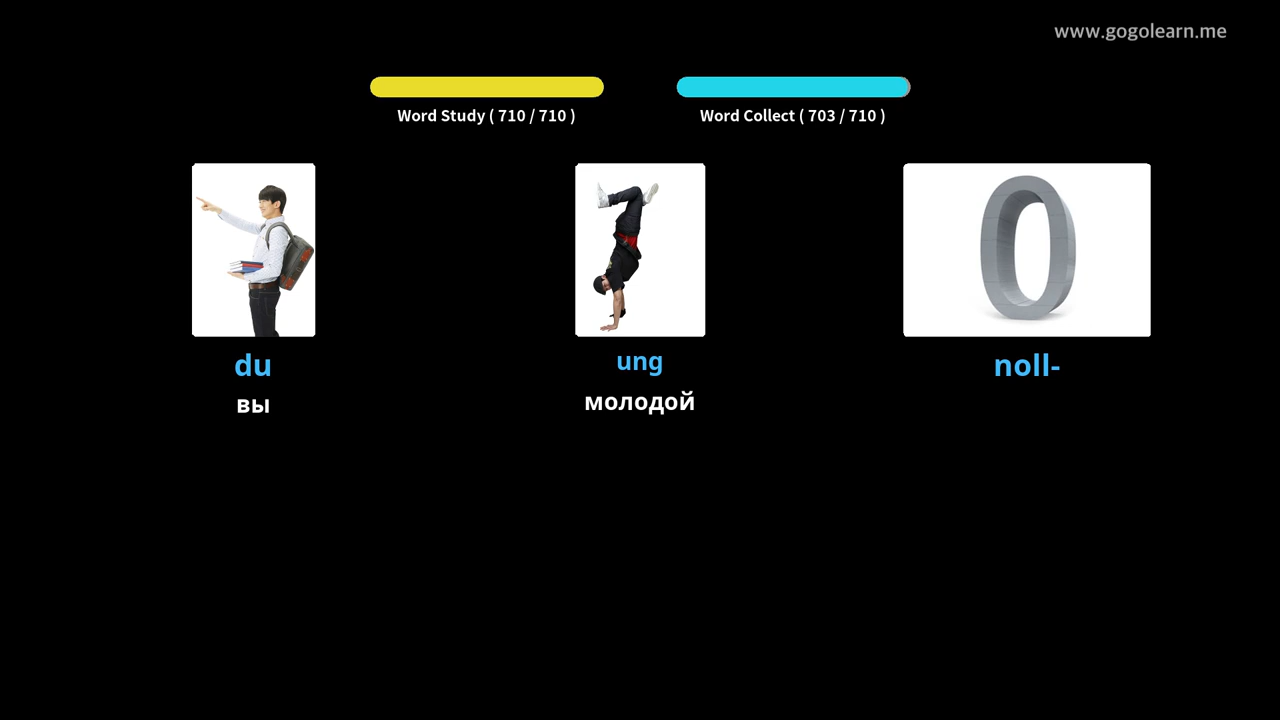 www.gogolearn.me
Word Study ( 710 / 710 )
Word Collect ( 703 / 710 )
du
вы
ung
молодой
noll-